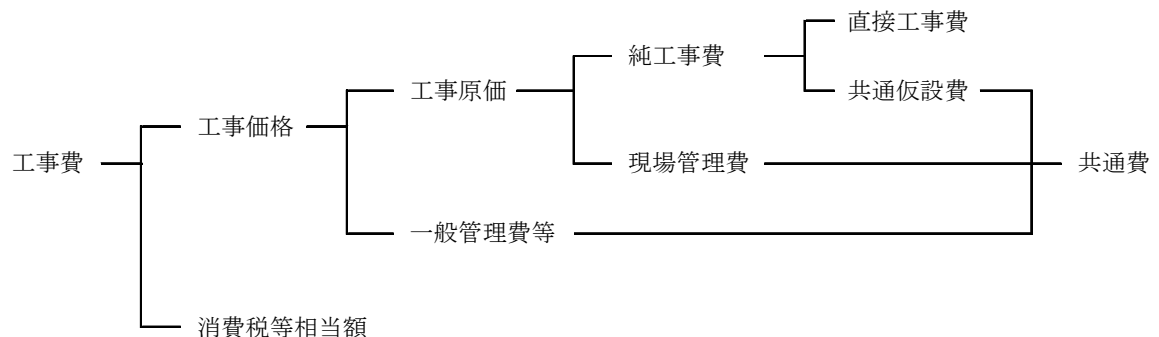 直接工事費
純工事費
工事原価
共通仮設費
工事価格
工事費
現場管理費
共通費
一般管理費等
消費税等相当額